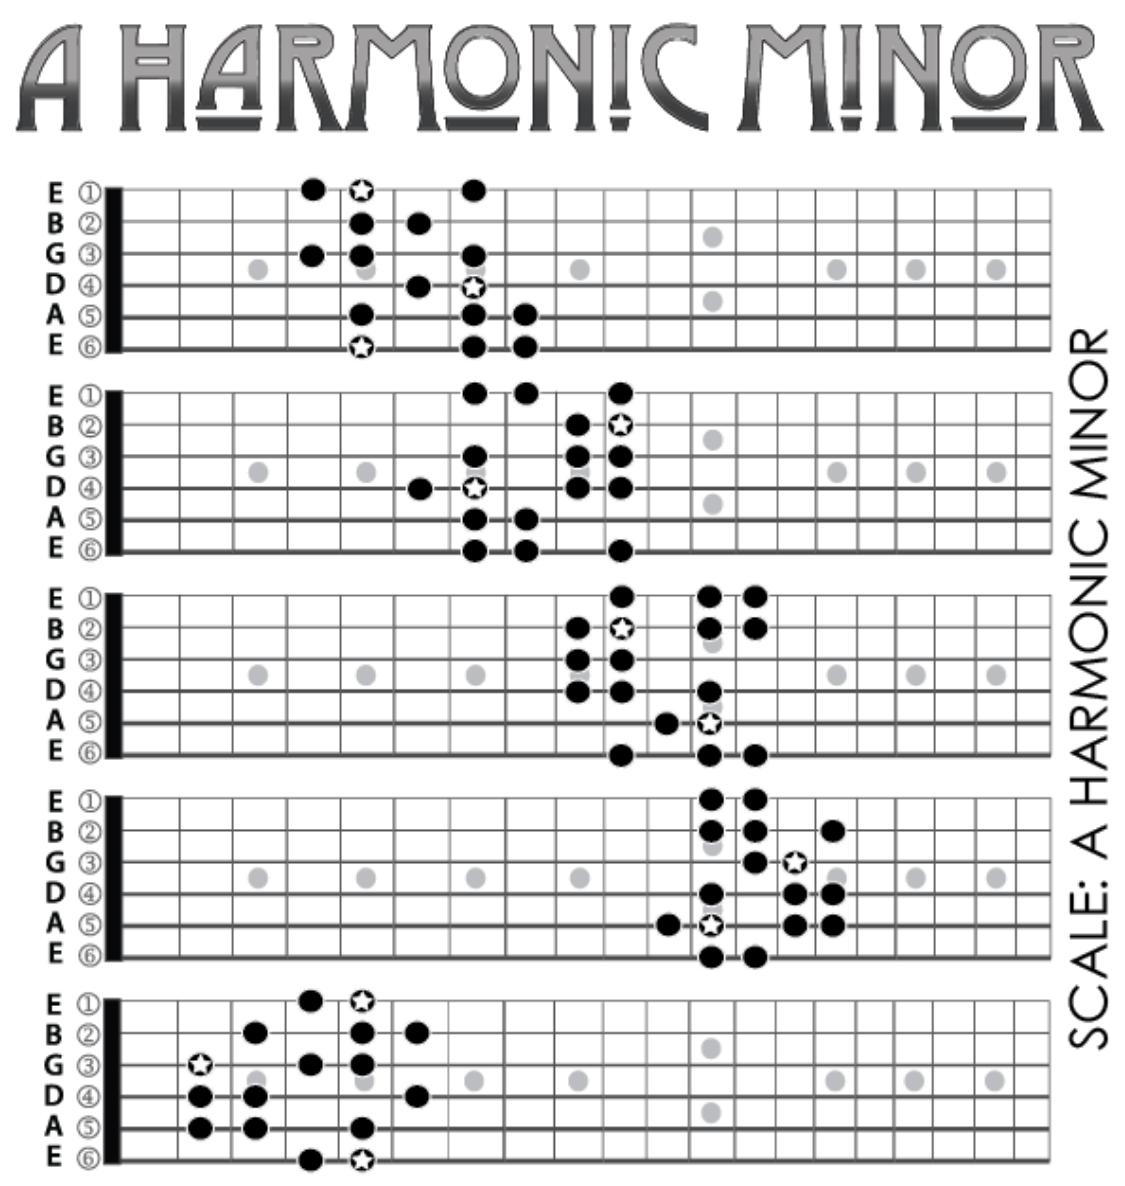 A HARMONIC MINOR
E ①
B ②
G ③
D ④
A ⑤
E ⑥
E ①
B ②
G ③
D ④
A ⑤
E ⑥
E ①
B ②
G ③
D ④
A ⑤
E ⑥
E ①
B ②
G ③
D ④
A ⑤
E ⑥
E ①
B ②
G ③
D ④
A ⑤
E ⑥
SCALE: A HARMONIC MINOR